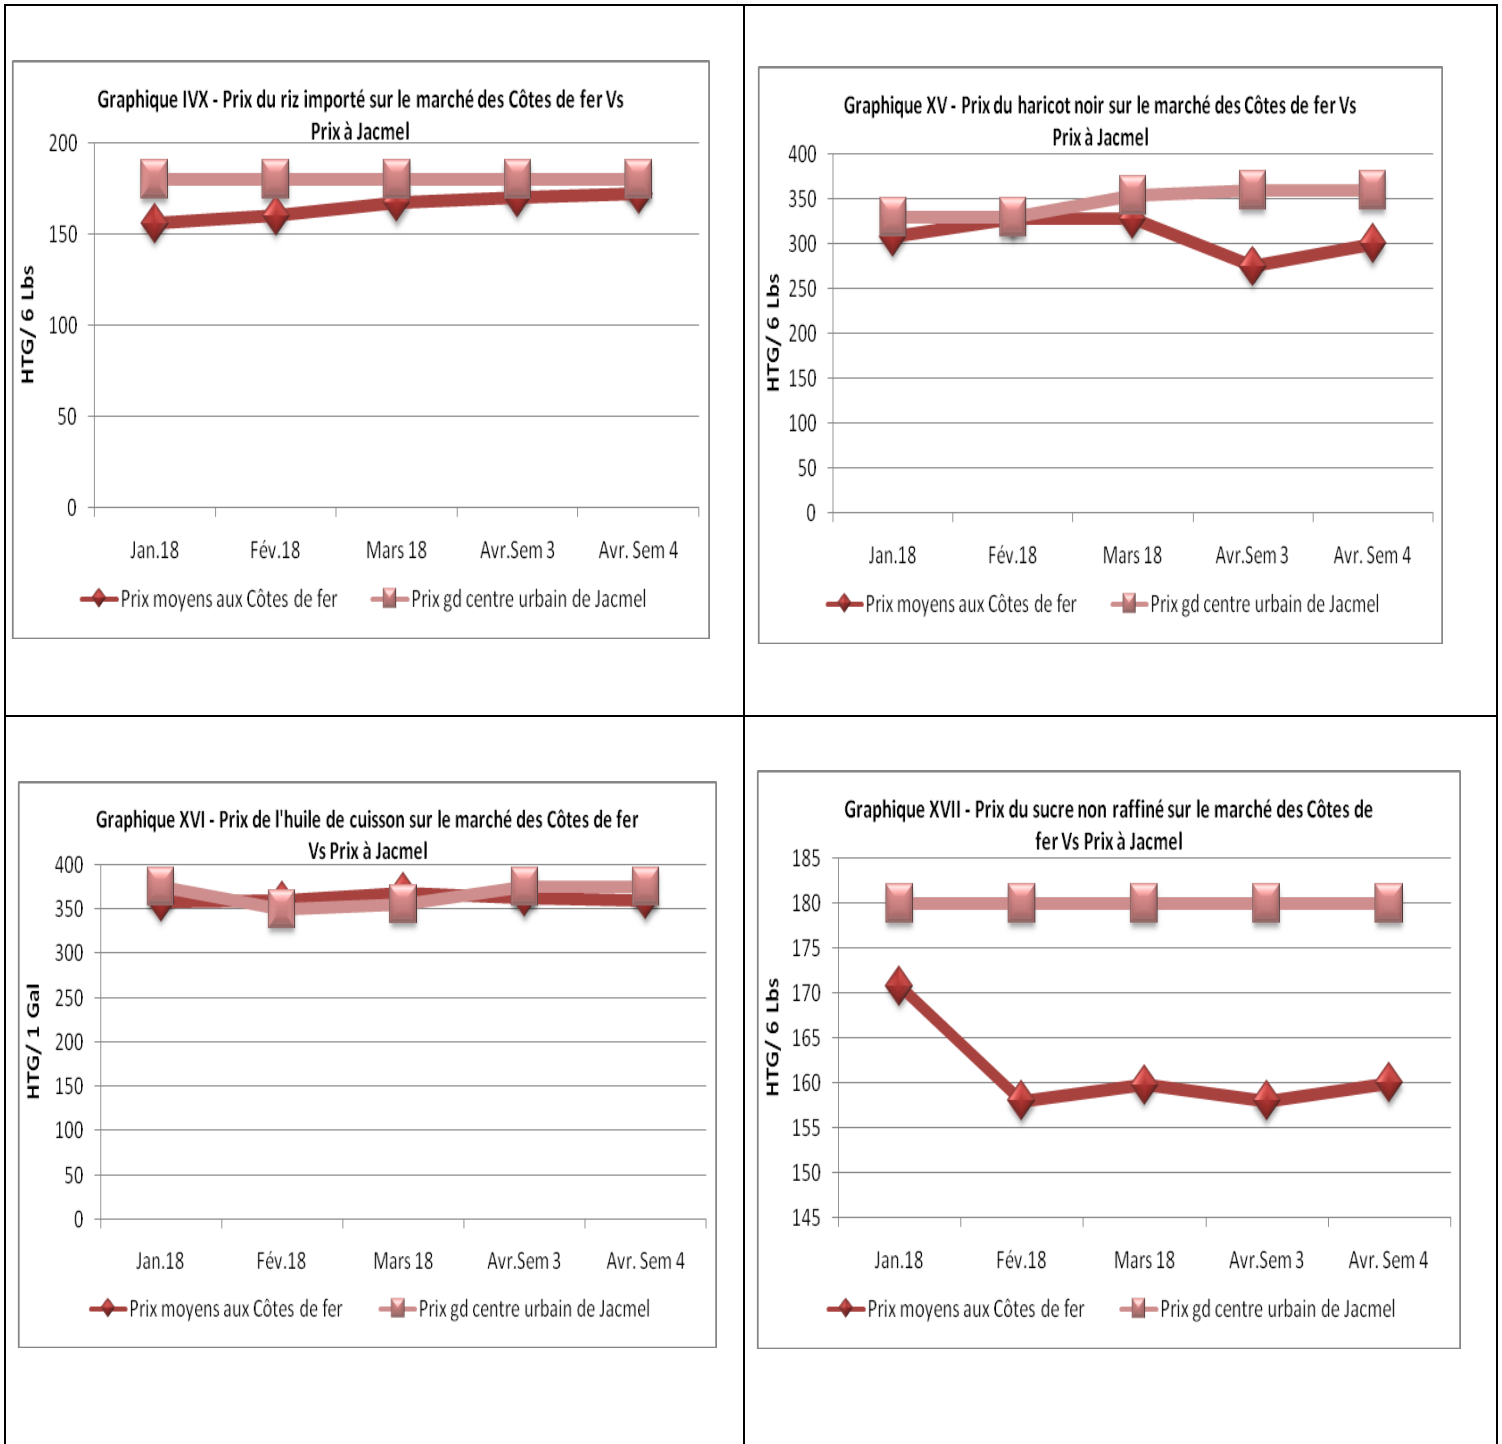 Graphique IVX - Prix du riz importé sur le marché des Côtes de fer Vs
Prix à Jacmel
200
150
100
50
0
HTG/ 6 Lbs
Jan.18 Fév.18 Mars 18 Avr.Sem 3 Avr. Sem 4
Prix moyens aux Côtes de fer Prix gd centre urbain de Jacmel
Graphique XV - Prix du haricot noir sur le marché des Côtes de fer Vs
Prix à Jacmel
400
350
300
250
200
150
100
50
0
HTG/ 6 Lbs
Jan.18 Fév.18 Mars 18 Avr.Sem 3 Avr. Sem 4
Prix moyens aux Côtes de fer Prix gd centre urbain de Jacmel
Graphique XVI - Prix de l'huile de cuisson sur le marché des Côtes de fer
Vs Prix à Jacmel
400
350
300
250
200
150
100
50
0
HTG/ 1 Gal
Jan.18 Fév.18 Mars 18 Avr.Sem 3 Avr. Sem 4
Prix moyens aux Côtes de fer Prix gd centre urbain de Jacmel
Graphique XVII - Prix du sucre non raffiné sur le marché des Côtes de
fer Vs Prix à Jacmel
185
180
175
170
165
160
155
150
145
HTG/ 6 Lbs
Jan.18 Fév.18 Mars 18 Avr.Sem 3 Avr. Sem 4
Prix moyens aux Côtes de fer Prix gd centre urbain de Jacmel